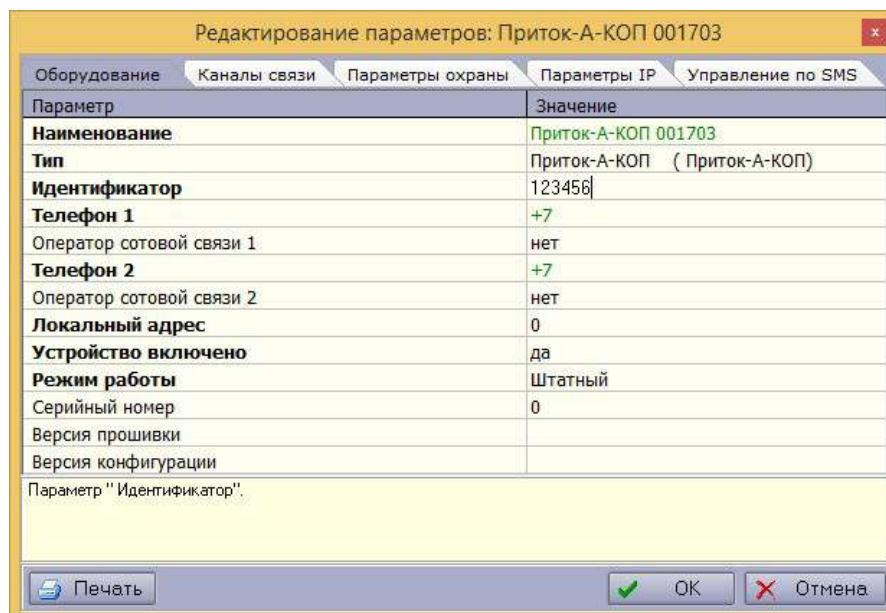 Редактирование параметров: Приток-А-КОП 001703
x
Оборудование Каналы связи Параметры охраны Параметры IP Управление по SMS
Параметр Значение
Наименование Приток-А-КОП 001703
Тип Приток-А-КОП ( Приток-А-КОП)
Идентификатор 123456
Телефон 1 +7
Оператор сотовой связи 1 нет
Телефон 2 +7
Оператор сотовой связи 2 нет
Локальный адрес 0
Устройство включено да
Режим работы Штатный
Серийный номер 0
Версия прошивки
Версия конфигурации
Параметр " Идентификатор".
Печать OK Отмена